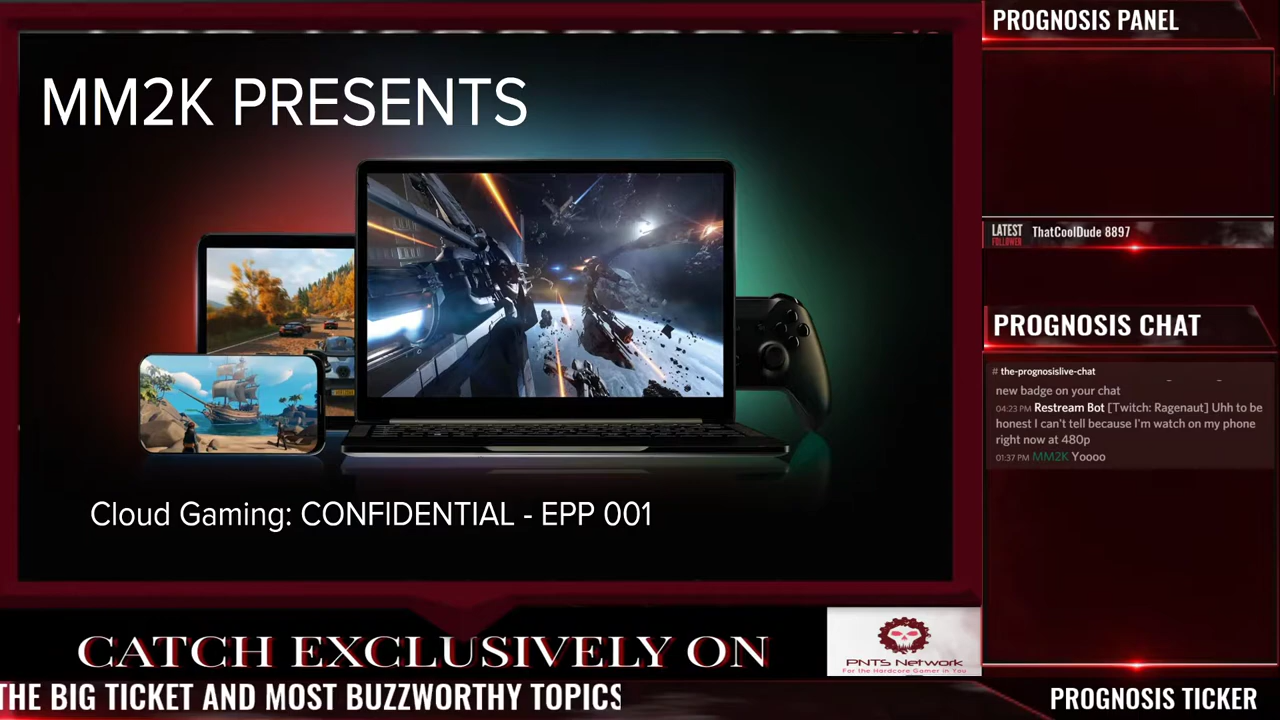 MM2K PRESENTS
Cloud Gaming: CONFIDENTIAL - EPP 001
PROGNOSIS PANEL
LATEST
FOLLOWER
ThatCoolDude 8897
PROGNOSIS CHAT
# the-prognosislive-chat
new badge on your chat
04:23 PM Restream Bot [Twitch: Ragenaut] Uhh to be
honest I can't tell because I'm watch on my phone
right now at 480p
01:37 PM MM2K Yoooo
CATCH EXCLUSIVELY ON
PNTS Network
For the Hardcore Gamer in You
THE BIG TICKET AND MOST BUZZWORTHY TOPICS
PROGNOSIS TICKER